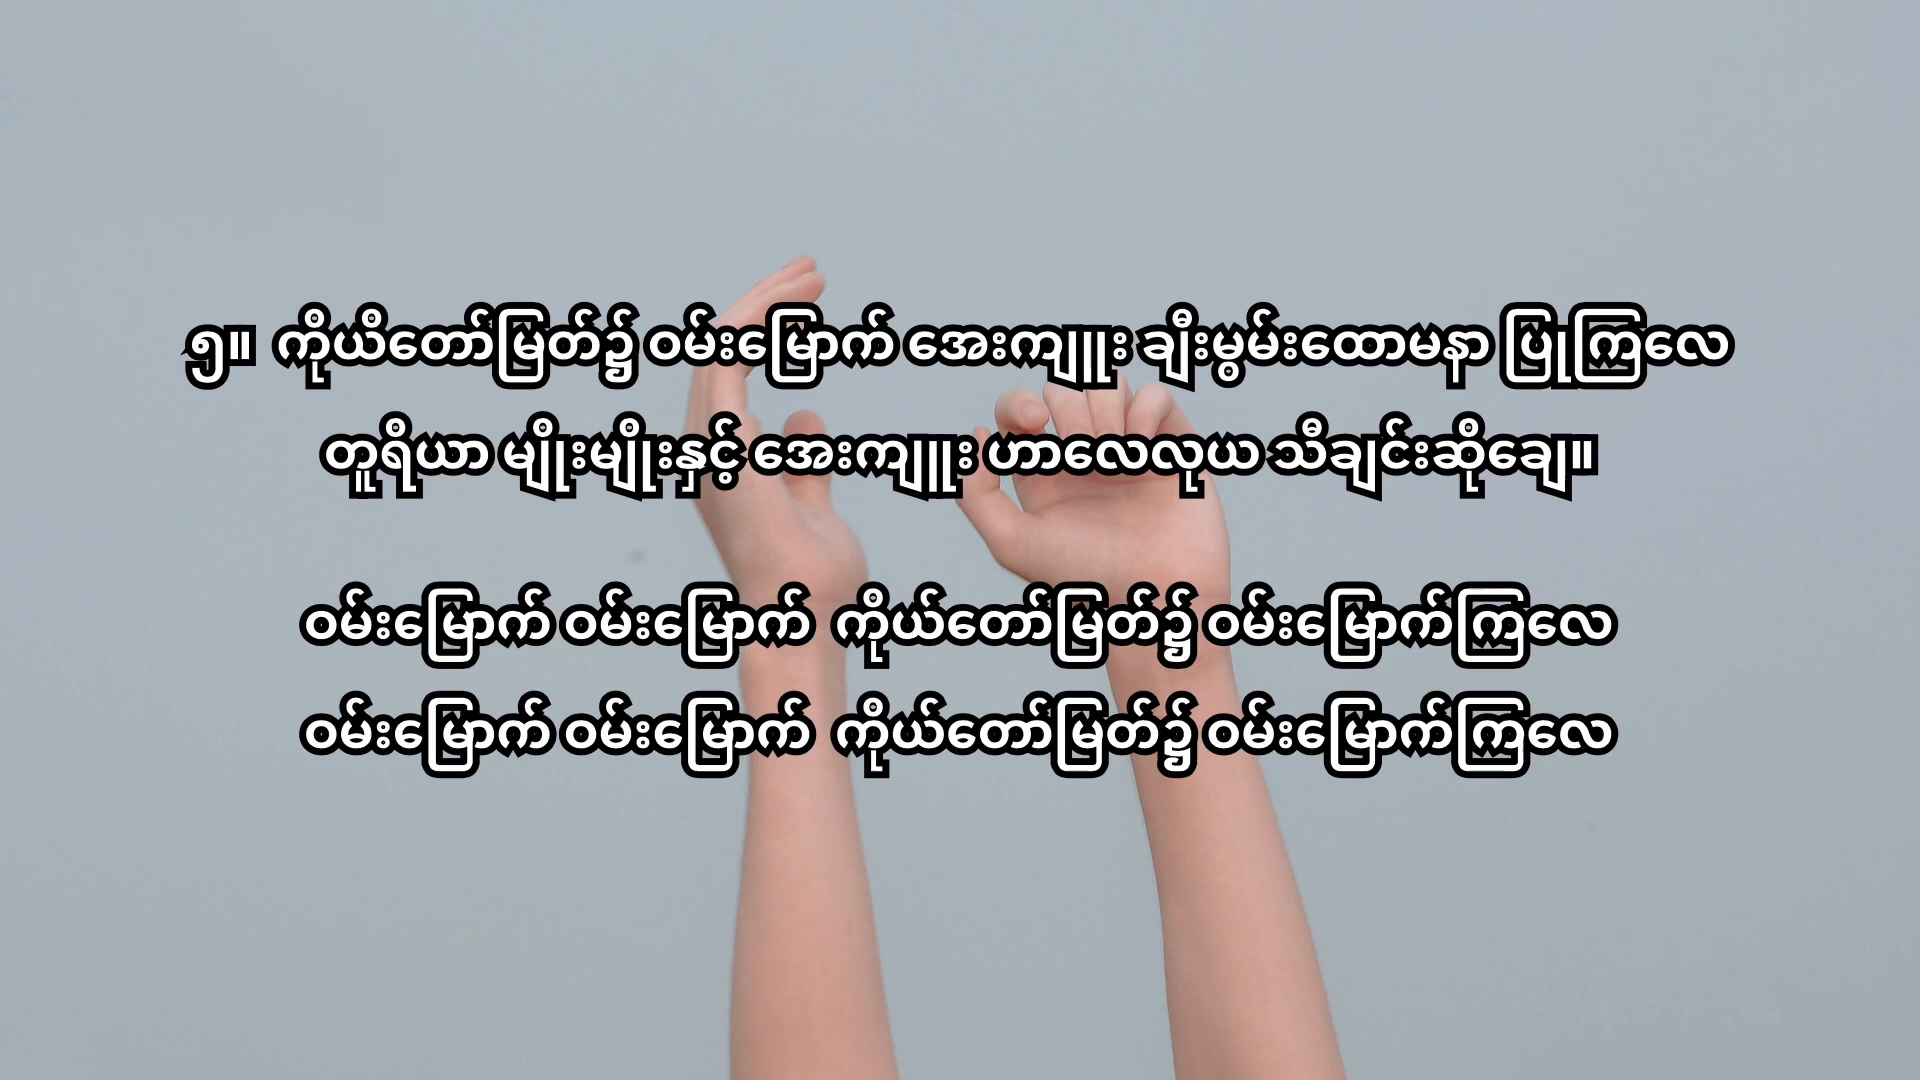 ၅။ ကိုယိတော်မြတ်၌ ဝမ်းမြောက် အေးကျူူး ချီးမွမ်းထောမနာ ပြုကြလေ
တူရိယာ မျိုးမျိုးနှင့် အေးကျူူး ဟာလေလုယ သီချင်းဆိုချေ။
ဝမ်းမြောက် ဝမ်းမြောက် ကိုယ်တော်မြတ်၌ ဝမ်းမြောက်ကြလေ
ဝမ်းမြောက် ဝမ်းမြောက် ကိုယ်တော်မြတ်၌ ဝမ်းမြောက်ကြလေ